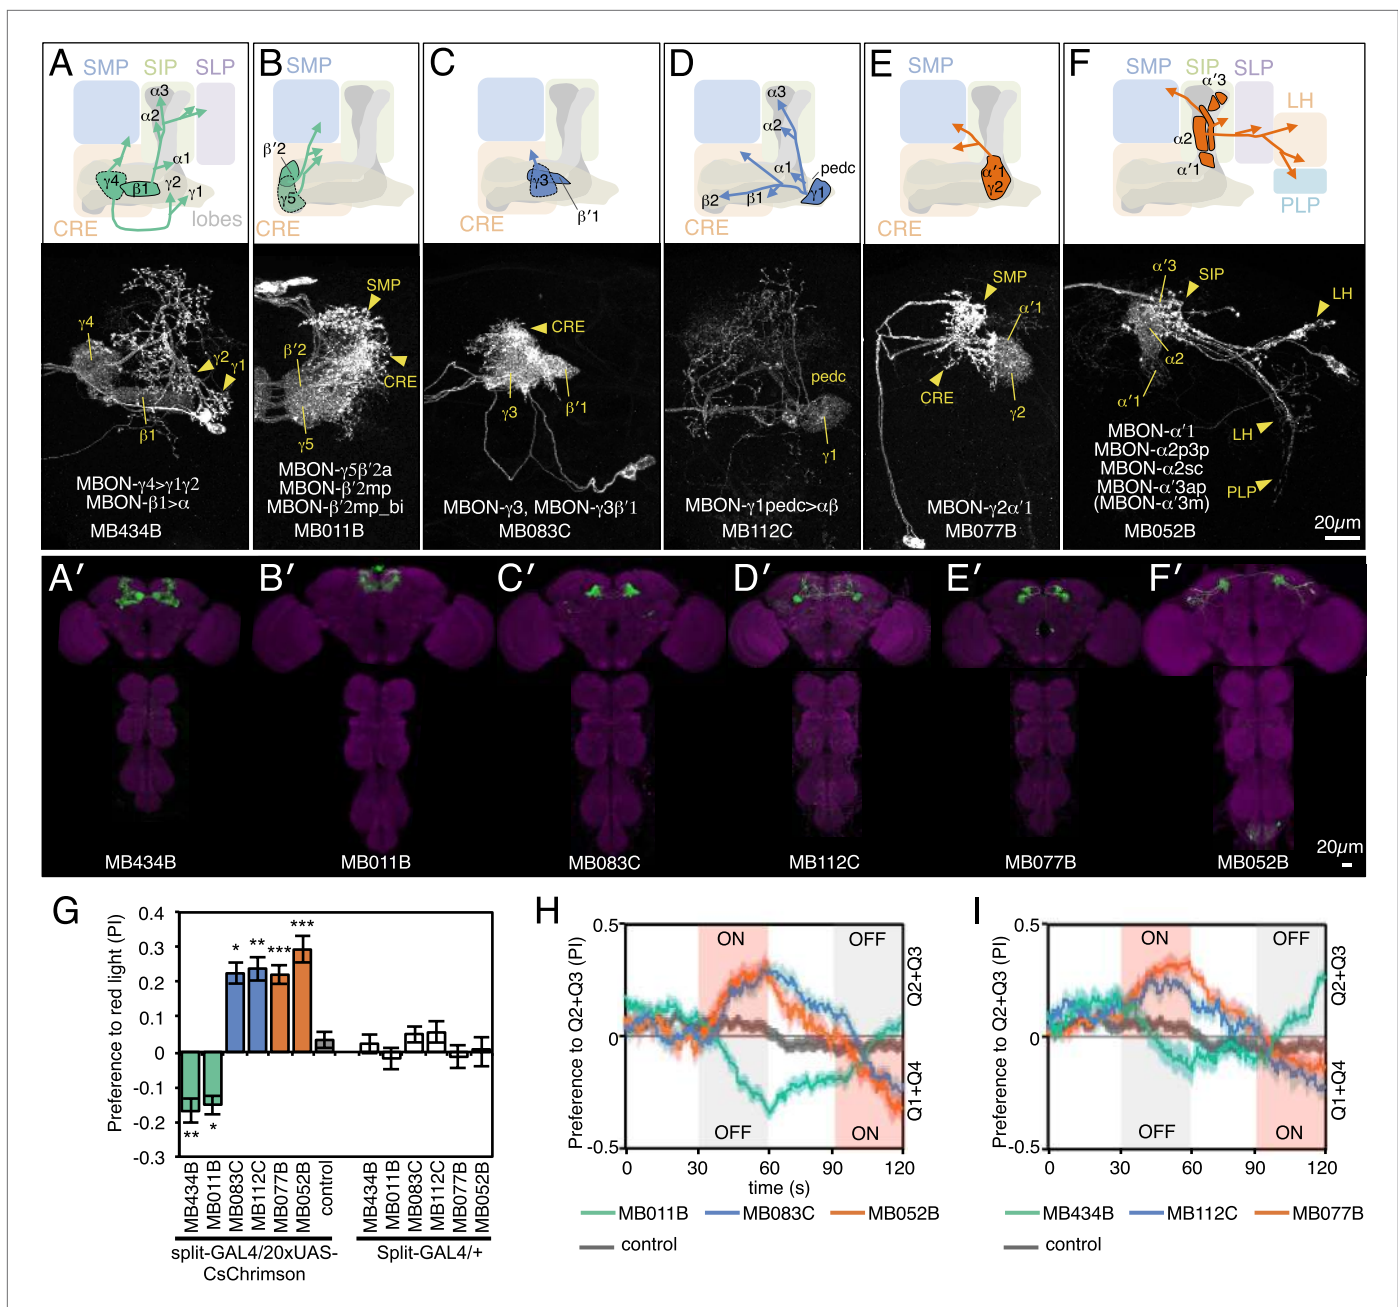 A
SMP SIP SLP
α3
α2
α1
γ4
β1
γ2
γ1
lobes
CRE
B
SMP
β′2
γ5
CRE
C
γ3
β′1
CRE
D
α3
α2
α1
pedc
β2
β1
γ1
CRE
E
SMP
α′1
γ2
CRE
F
SMP SIP SLP
α′3
LH
α2
α′1
PLP
γ4
γ2
γ1
β1
MBON-γ4>γ1γ2
MBON-β1>α
MB434B
SMP
β′2
CRE
γ5
MBON-γ5β′2a
MBON-β′2mp
MBON-β′2mp_bi
MB011B
CRE
γ3
β′1
MBON-γ3, MBON-γ3β′1
MB083C
pedc
γ1
MBON-γ1pedc>αβ
MB112C
SMP
α′1
CRE
γ2
MBON-γ2α′1
MB077B
α′3
SIP
LH
α2
α′1
LH
PLP
MBON-α′1
MBON-α2p3p
MBON-α2sc
MBON-α′3ap
(MBON-α′3m)
MB052B
20μm
A′
B′
C′
D′
E′
F′
MB434B
MB011B
MB083C
MB112C
MB077B
MB052B
20μm
G
Preference to red light (PI)
0.4
0.3
0.2
0.1
0
-0.1
-0.2
-0.3
**
*
*
**
***
***
MB434B
MB011B
MB083C
MB112C
MB077B
MB052B
control
MB434B
MB011B
MB083C
MB112C
MB077B
MB052B
split-GAL4/20xUAS-
CsChrimson
Split-GAL4/+
H
Preference to Q2+Q3 (PI)
0.5
0
-0.5
ON
OFF
OFF
ON
Q2+Q3
Q1+Q4
0 30 60 90 120
time (s)
MB011B MB083C MB052B
control
I
Preference to Q2+Q3 (PI)
0.5
0
-0.5
ON
OFF
OFF
ON
Q2+Q3
Q1+Q4
0 30 60 90 120
MB434B MB112C MB077B
control